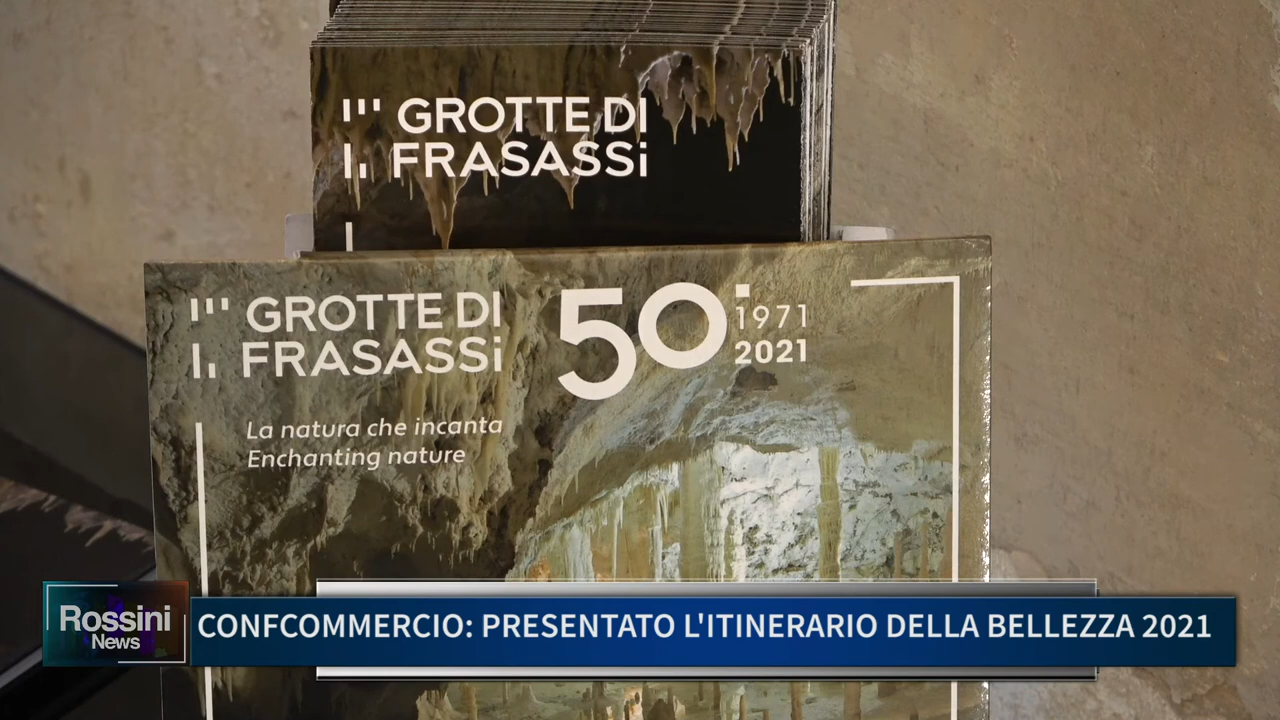 GROTTE DI
FRASASSi
GROTTE DI
FRASASSi
50
1971
2021
La natura che incanta
Enchanting nature
Rossini
News
CONFCOMMERCIO: PRESENTATO L'ITINERARIO DELLA BELLEZZA 2021